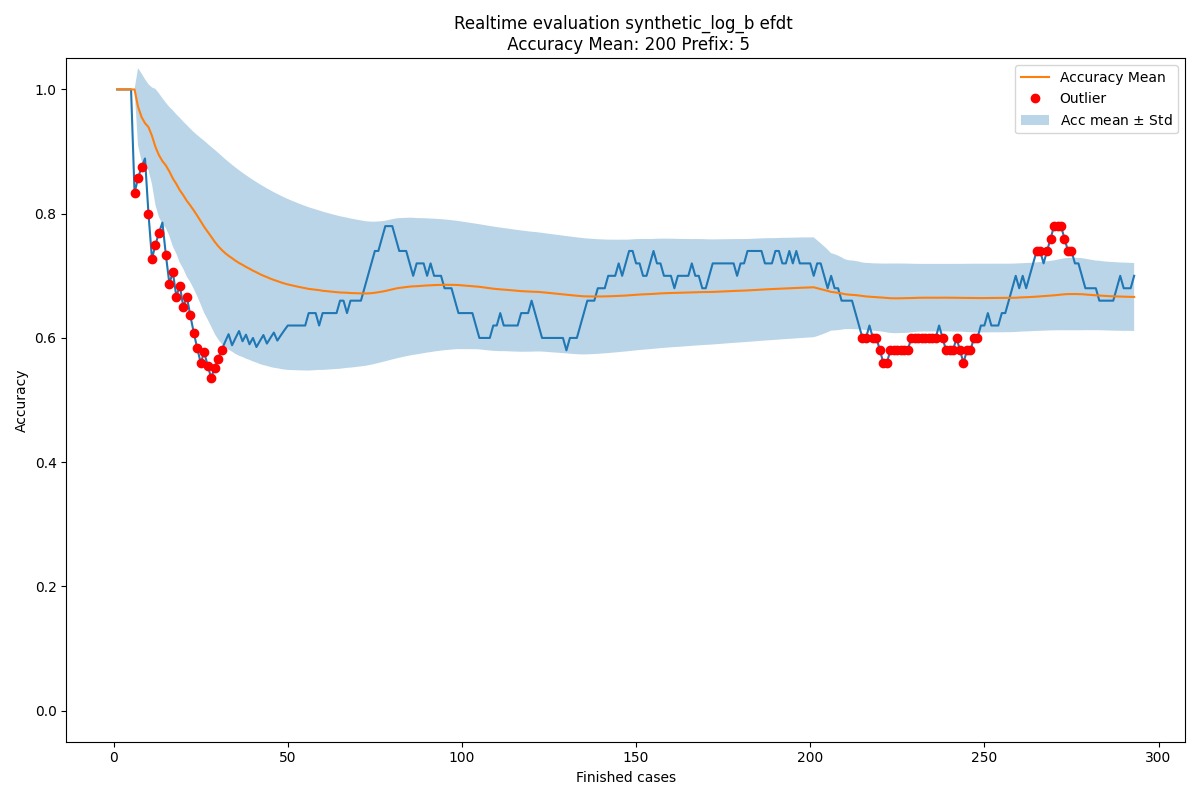 Realtime evaluation synthetic_log_b efdt
Accuracy Mean: 200 Prefix: 5
Accuracy Mean
Outlier
Acc mean ± Std
1.0
0.8
0.6
0.4
0.2
0.0
Accuracy
0 50 100 150 200 250 300
Finished cases